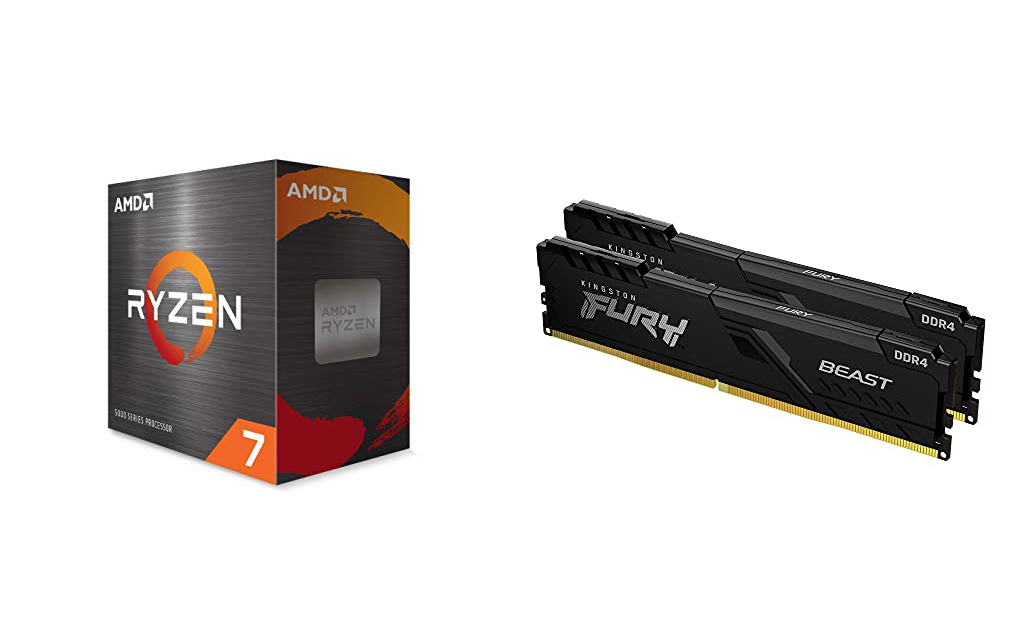 AMD
RYZEN
5000 SERIES PROCESSOR
7
AMD
AMD
RYZEN
KINGSTON
FURY
DDR4
KINGSTON
FURY
FURY
BEAST
DDR4